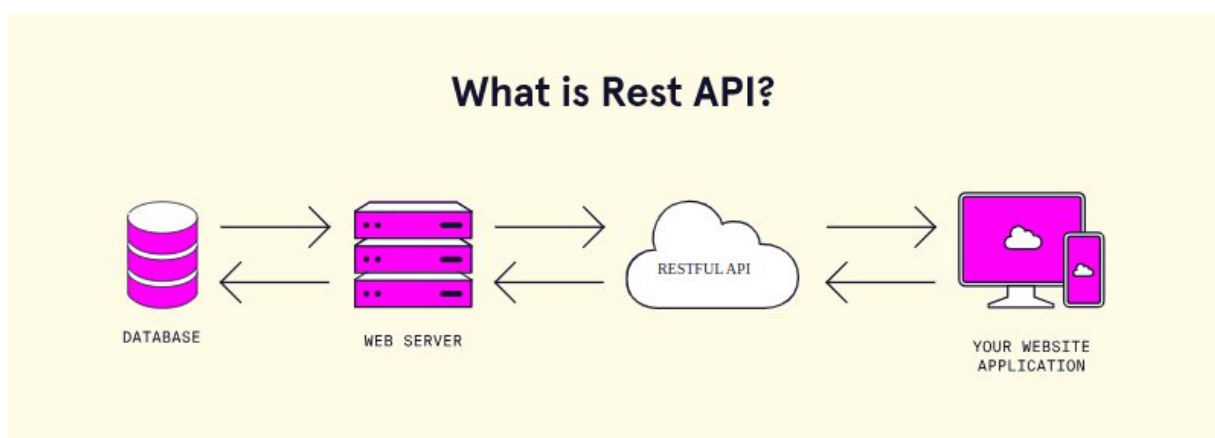 What is Rest API?
RESTFUL API
DATABASE
WEB SERVER
YOUR WEBSITE
APPLICATION